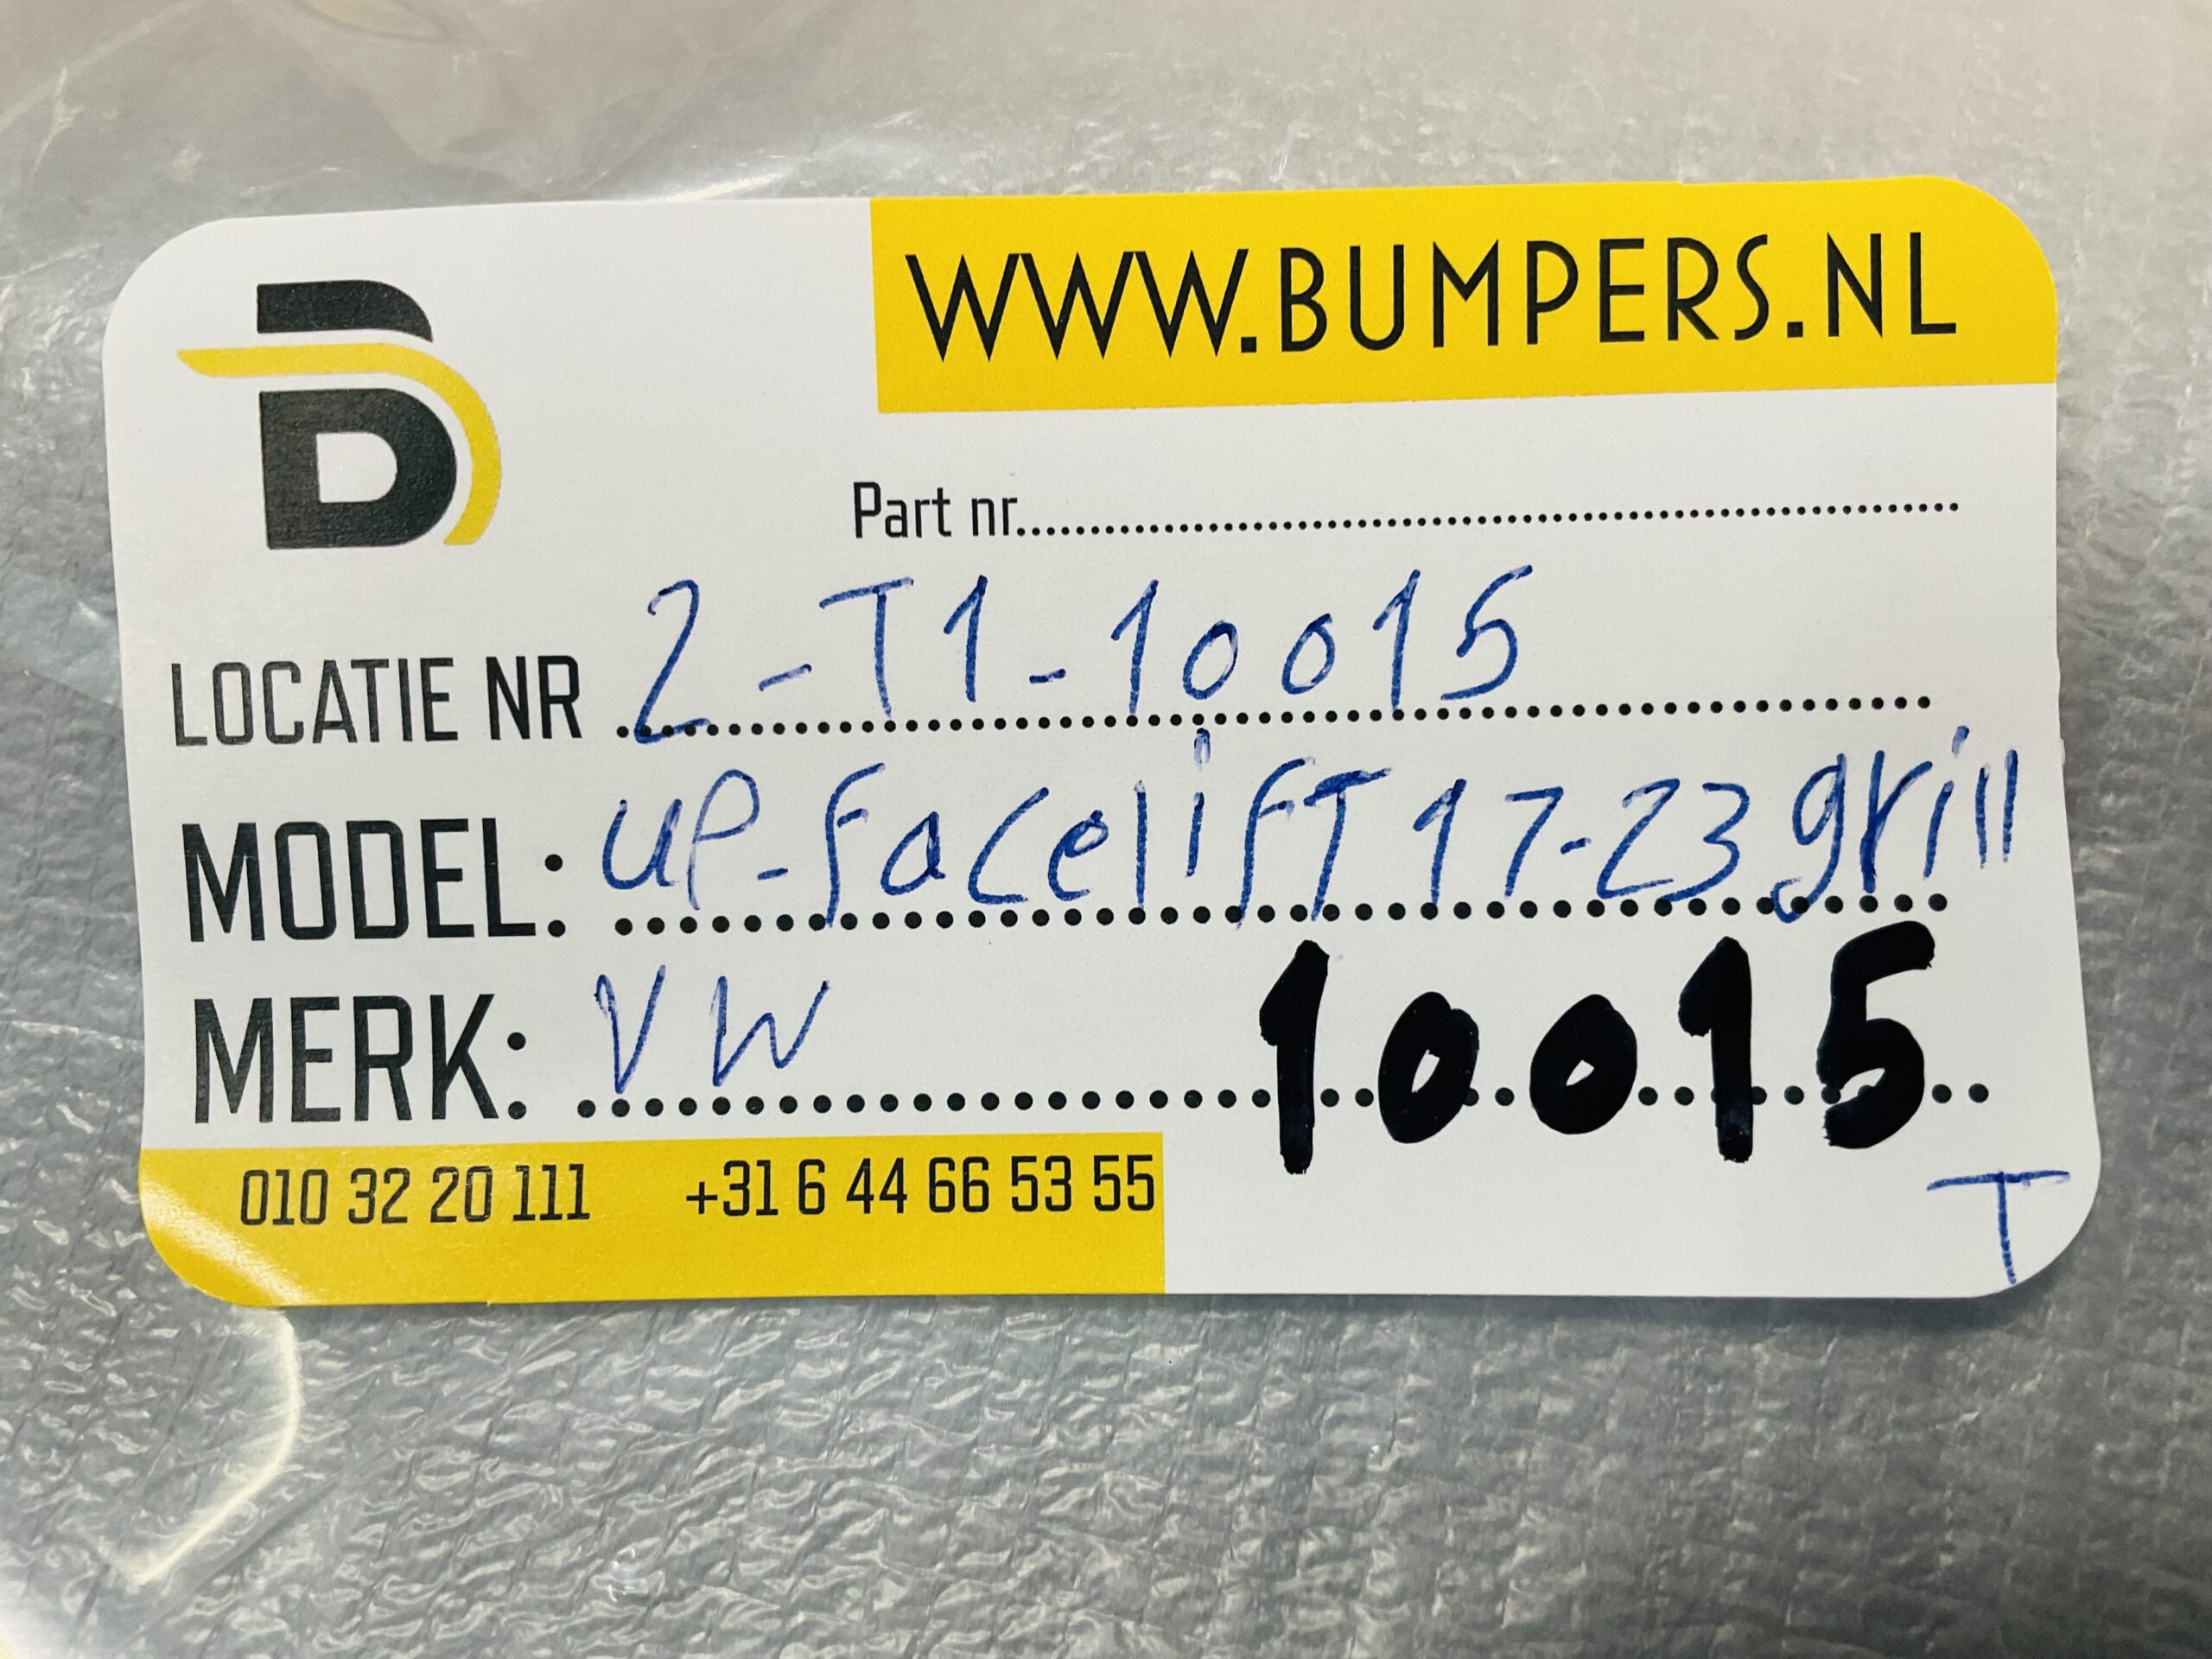 WWW.BUMPERS.NL
B
Part nr..........
LOCATIE NR 2-T1-10015
MODEL: UP-Facelift 17-23 grill
MERK: VW 10015
010 32 20 111 +31 6 44 66 53 55
T